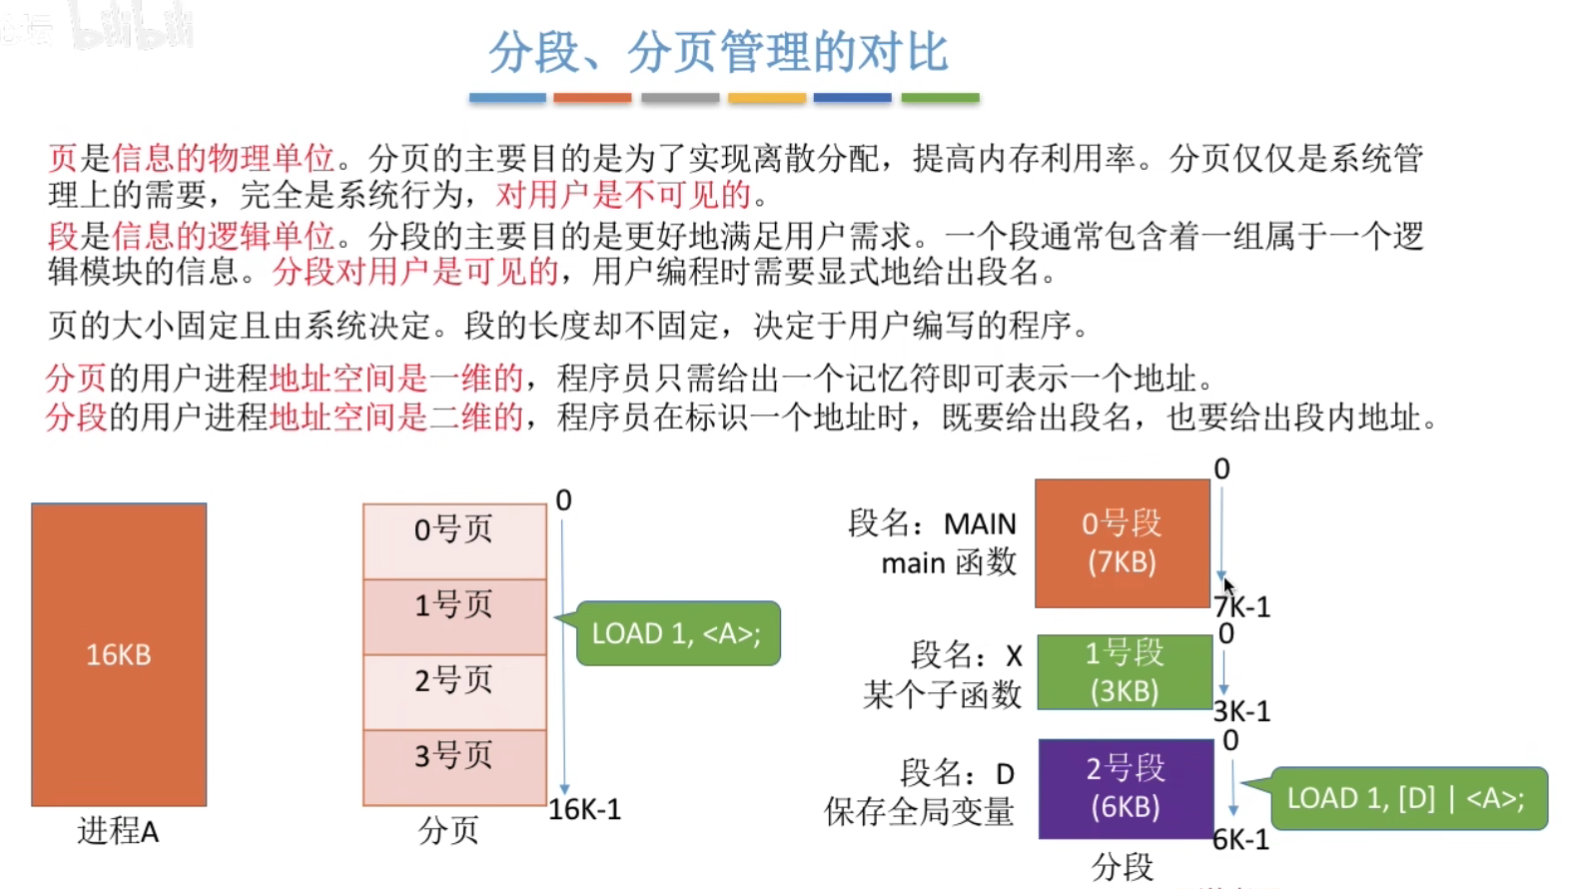 论坛 bilibili
分段、分页管理的对比
页是信息的物理单位。分页的主要目的是为了实现离散分配，提高内存利用率。分页仅仅是系统管
理上的需要，完全是系统行为，对用户是不可见的。
段是信息的逻辑单位。分段的主要目的是更好地满足用户需求。一个段通常包含着一组属于一个逻
辑模块的信息。分段对用户是可见的，用户编程时需要显式地给出段名。
页的大小固定且由系统决定。段的长度却不固定，决定于用户编写的程序。
分页的用户进程地址空间是一维的，程序员只需给出一个记忆符即可表示一个地址。
分段的用户进程地址空间是二维的，程序员在标识一个地址时，既要给出段名，也要给出段内地址。
16KB
进程A
0号页
1号页
2号页
3号页
0
LOAD 1, <A>;
16K-1
分页
段名：MAIN
main 函数
0号段
(7KB)
0
7K-1
段名：X
某个子函数
1号段
(3KB)
0
3K-1
段名：D
保存全局变量
2号段
(6KB)
0
6K-1
LOAD 1, [D] | <A>;
分段